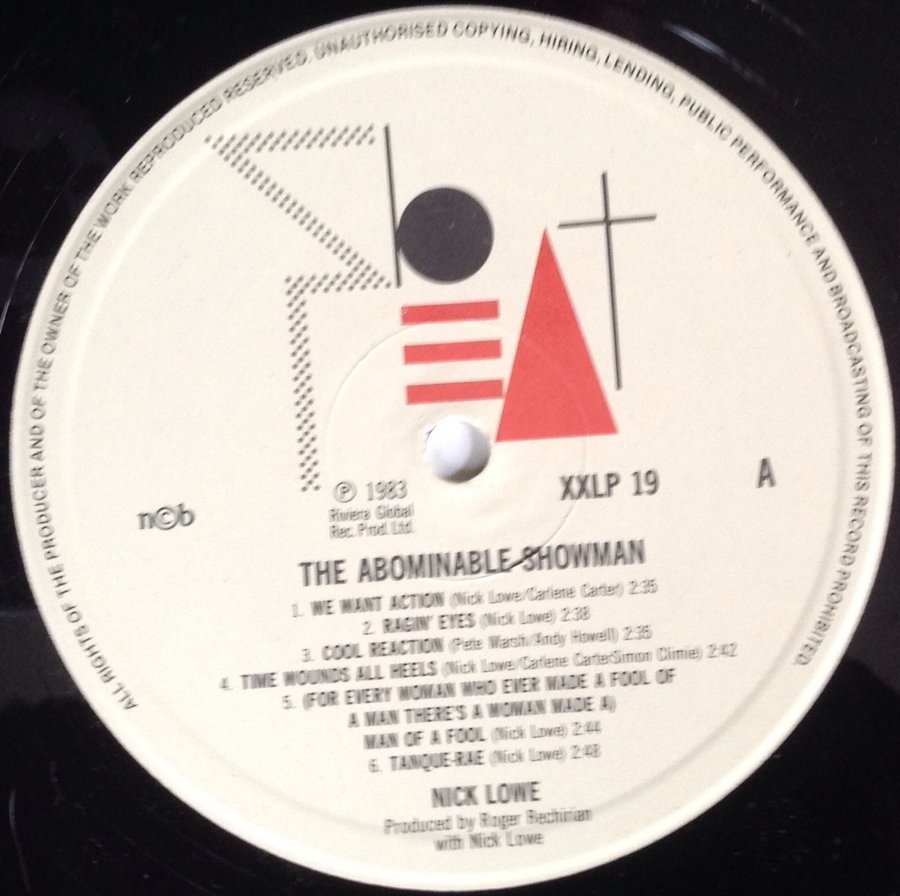 ALL RIGHTS OF THE PRODUCER AND OF THE OWNER OF THE WORK REPRODUCED RESERVED. UNAUTHORISED COPYING, HIRING, LENDING, PUBLIC PERFORMANCE AND BROADCASTING OF THIS RECORD PROHIBITED.
F BEAT
n©b
℗ 1983
Riviera Global
Rec. Prod. Ltd.
XXLP 19
A
THE ABOMINABLE SHOWMAN
1. WE WANT ACTION (Nick Lowe/Carlene Carter) 2:35
2. RAGIN' EYES (Nick Lowe) 2:38
3. COOL REACTION (Pete Marsh/Andy Howell) 2:35
4. TIME WOUNDS ALL HEELS (Nick Lowe/Carlene CarterSimon Climie) 2:42
5. (FOR EVERY WOMAN WHO EVER MADE A FOOL OF
A MAN THERE'S A WOMAN MADE A)
MAN OF A FOOL (Nick Lowe) 2:44
6. TANQUE-RAE (Nick Lowe) 2:48
NICK LOWE
Produced by Roger Bechirian
with Nick Lowe